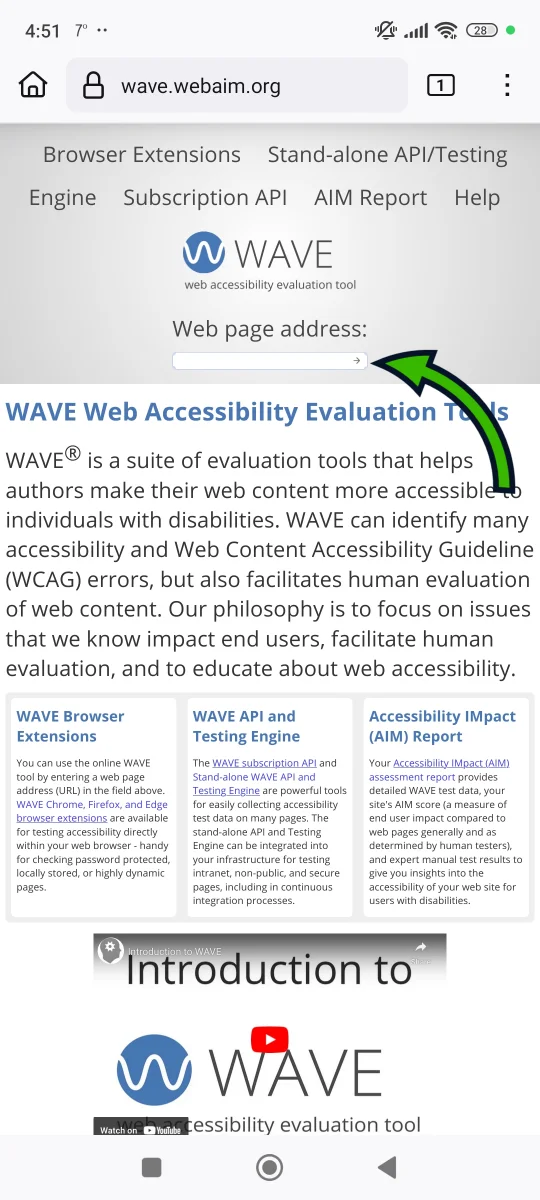 4:51 7° ··
28
wave.webaim.org
1
Browser Extensions Stand-alone API/Testing
Engine Subscription API AIM Report Help
WAVE
web accessibility evaluation tool
Web page address:
WAVE Web Accessibility Evaluation Tools
WAVE® is a suite of evaluation tools that helps
authors make their web content more accessible to
individuals with disabilities. WAVE can identify many
accessibility and Web Content Accessibility Guideline
(WCAG) errors, but also facilitates human evaluation
of web content. Our philosophy is to focus on issues
that we know impact end users, facilitate human
evaluation, and to educate about web accessibility.
WAVE Browser
Extensions
You can use the online WAVE
tool by entering a web page
address (URL) in the field above.
WAVE Chrome, Firefox, and Edge
browser extensions are available
for testing accessibility directly
within your web browser - handy
for checking password protected,
locally stored, or highly dynamic
pages.
WAVE API and
Testing Engine
The WAVE subscription API and
Stand-alone WAVE API and
Testing Engine are powerful tools
for easily collecting accessibility
test data on many pages. The
stand-alone API and Testing
Engine can be integrated into
your infrastructure for testing
intranet, non-public, and secure
pages, including in continuous
integration processes.
Accessibility IMpact
(AIM) Report
Your Accessibility IMpact (AIM)
assessment report provides
detailed WAVE test data, your
site's AIM score (a measure of
end user impact compared to
web pages generally and as
determined by human testers),
and expert manual test results to
give you insights into the
accessibility of your web site for
users with disabilities.
Introduction to WAVE
Share
Introduction to
WAVE
web accessibility evaluation tool
Watch on YouTube